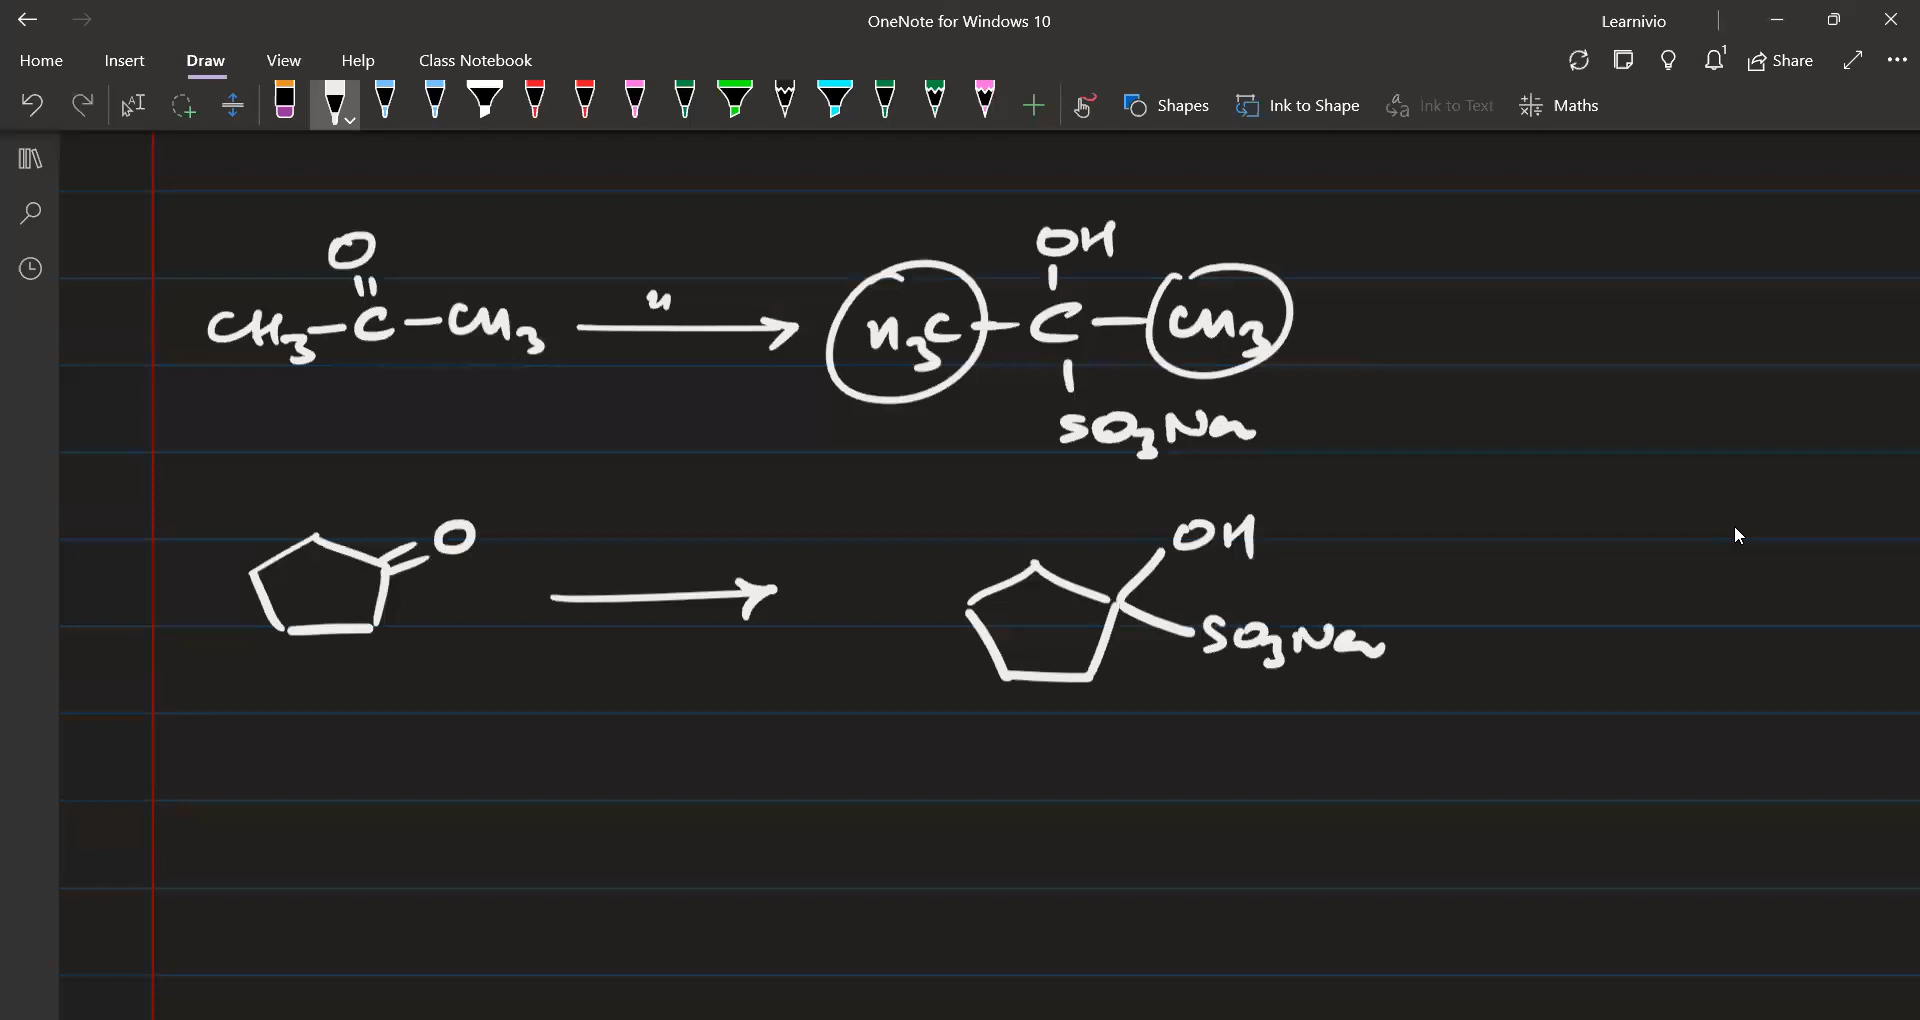 OneNote for Windows 10
Learnivio
Home Insert Draw View Help Class Notebook
1
Share
Shapes Ink to Shape Ink to Text Maths
O
OH
CH3-C-CH3 → H3C-C-CH3
SO3Na
O
OH
SO3Na